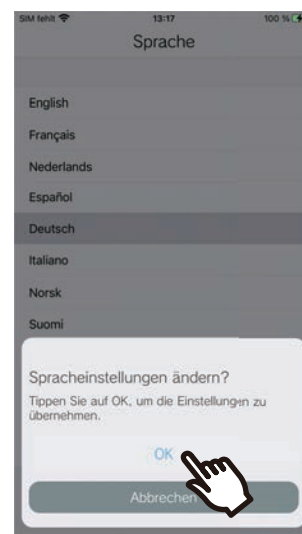 SIM fehlt 13:17 100 %
Sprache
English
Français
Nederlands
Español
Deutsch
Italiano
Norsk
Suomi
Spracheinstellungen ändern?
Tippen Sie auf OK, um die Einstellungen zu
übernehmen.
OK
Abbrechen